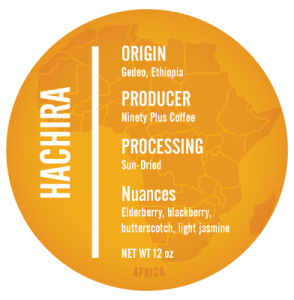 HACHIRA
ORIGIN
Gedeo, Ethiopia
PRODUCER
Ninety Plus Coffee
PROCESSING
Sun-Dried
Nuances
Elderberry, blackberry,
butterscotch, light jasmine
NET WT 12 oz
AFRICA